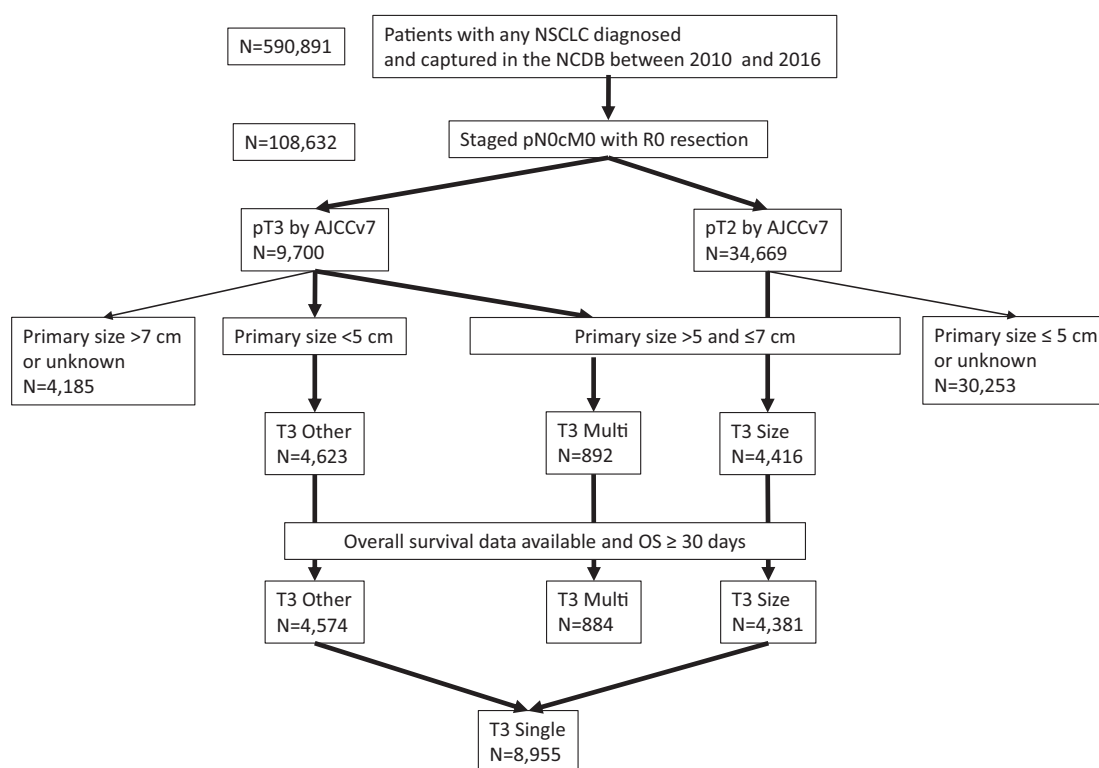 N=590,891
Patients with any NSCLC diagnosed
and captured in the NCDB between 2010 and 2016
N=108,632
Staged pN0cM0 with R0 resection
pT3 by AJCCv7
N=9,700
pT2 by AJCCv7
N=34,669
Primary size >7 cm
or unknown
N=4,185
Primary size <5 cm
Primary size >5 and ≤7 cm
Primary size ≤ 5 cm
or unknown
N=30,253
T3 Other
N=4,623
T3 Multi
N=892
T3 Size
N=4,416
Overall survival data available and OS ≥ 30 days
T3 Other
N=4,574
T3 Multi
N=884
T3 Size
N=4,381
T3 Single
N=8,955